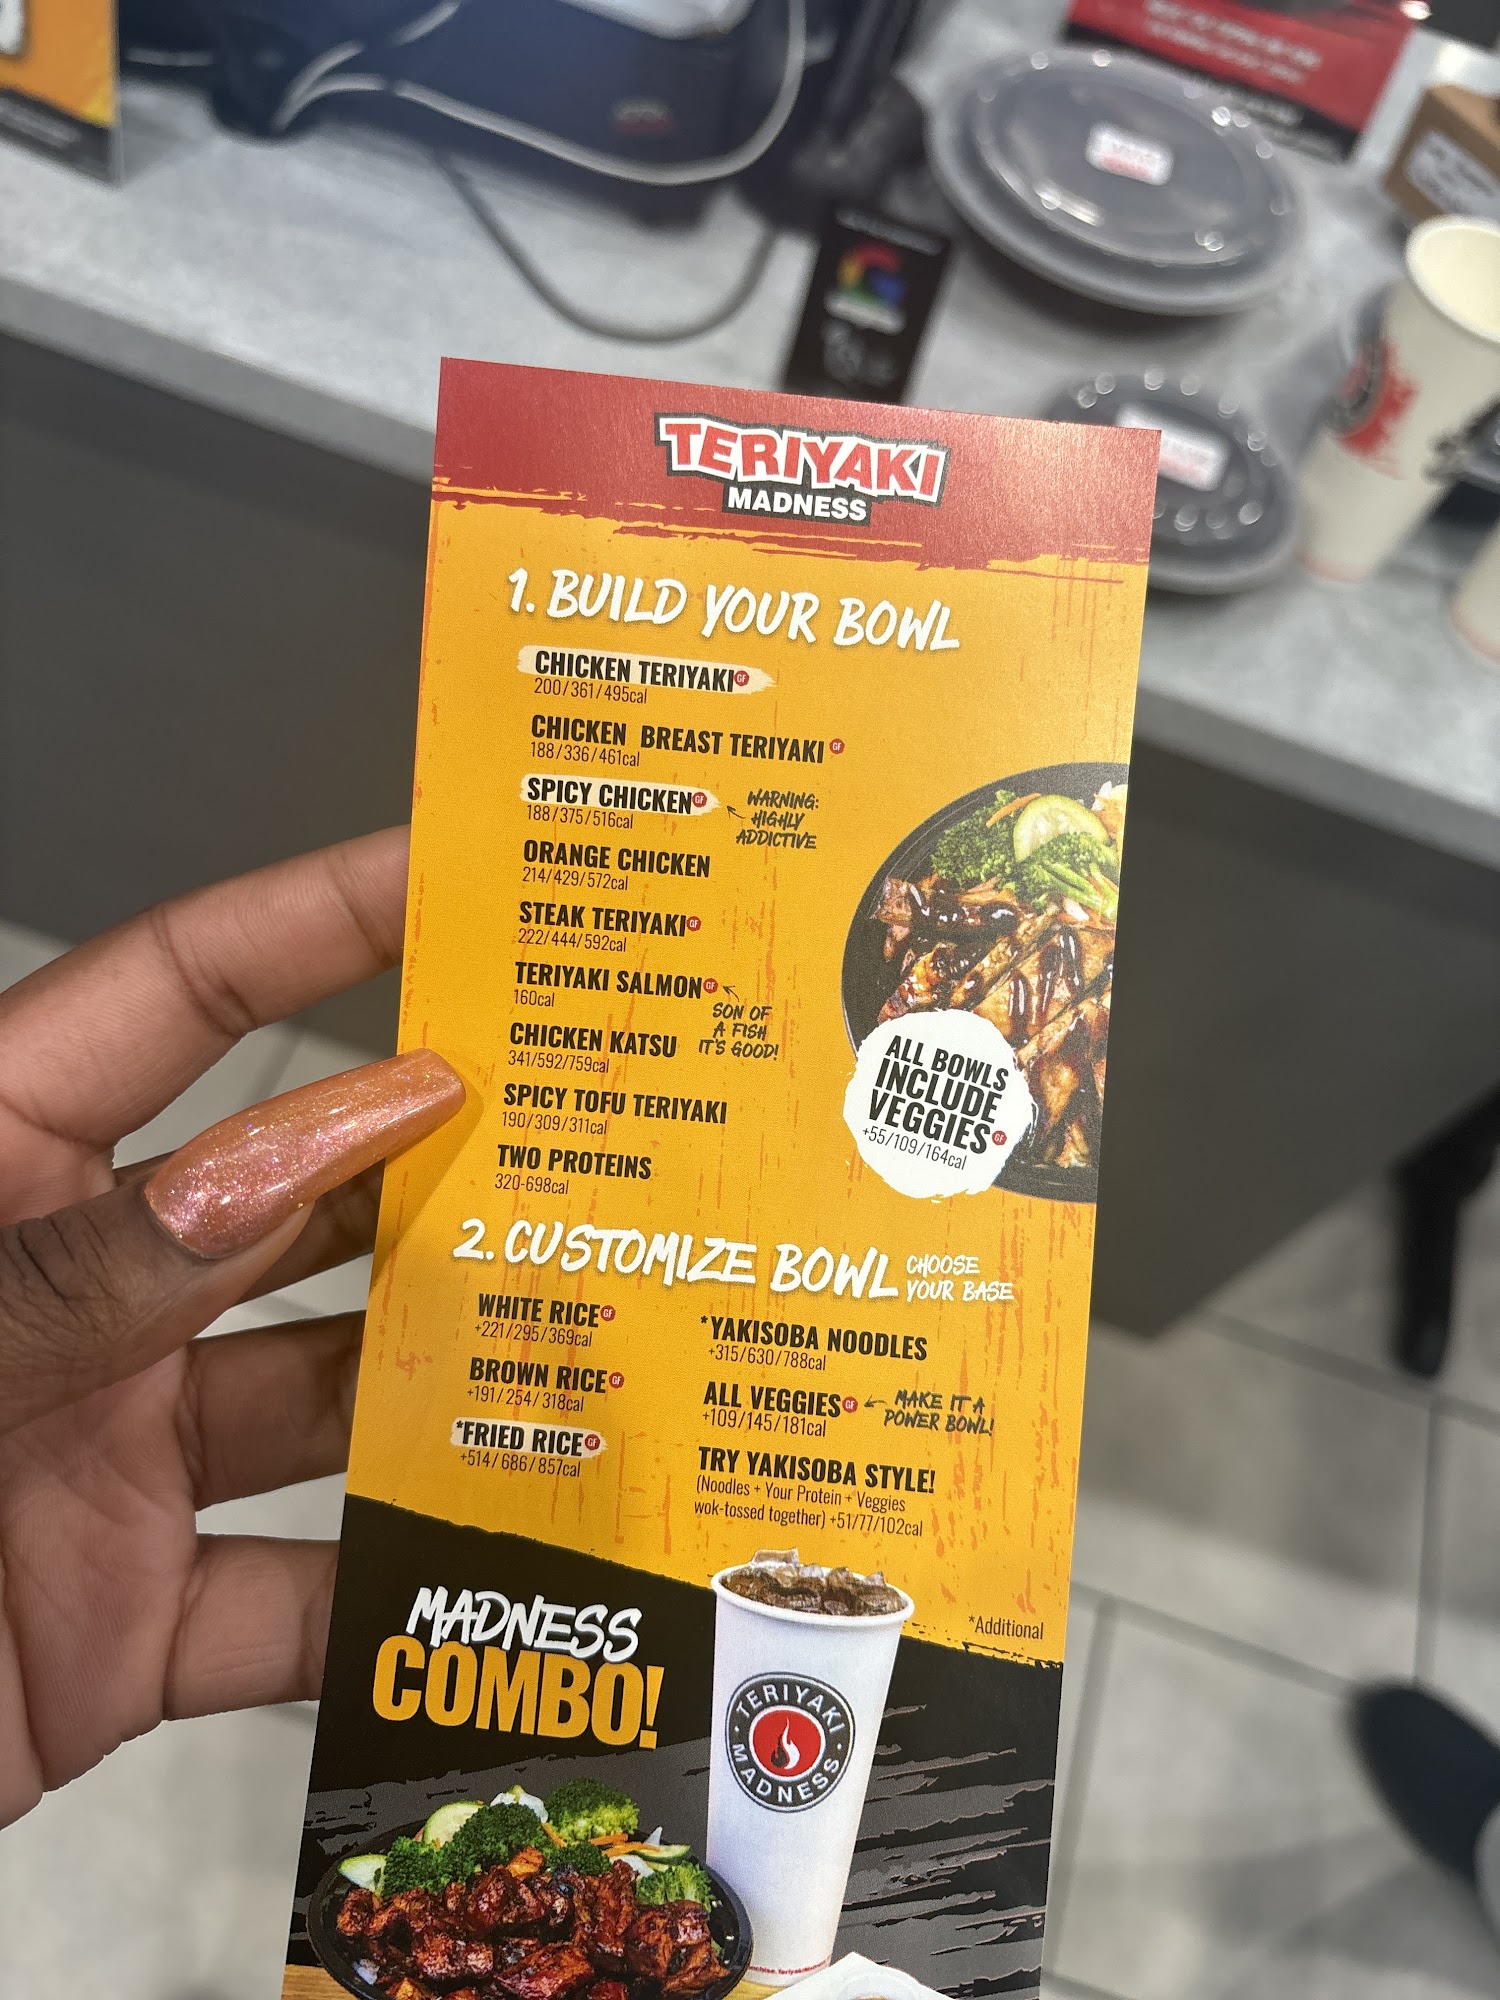 TERIYAKI
MADNESS
1. BUILD YOUR BOWL
CHICKEN TERIYAKI GF
200/361/495cal
CHICKEN BREAST TERIYAKI GF
188/336/461cal
SPICY CHICKEN GF
188/375/516cal
WARNING:
HIGHLY
ADDICTIVE
ORANGE CHICKEN
214/429/572cal
STEAK TERIYAKI GF
222/444/592cal
TERIYAKI SALMON GF
160cal
SON OF
A FISH
IT'S GOOD!
CHICKEN KATSU
341/592/759cal
SPICY TOFU TERIYAKI
190/309/311cal
TWO PROTEINS
320-698cal
ALL BOWLS
INCLUDE
VEGGIES GF
+55/109/164cal
2. CUSTOMIZE BOWL CHOOSE
YOUR BASE
WHITE RICE GF
+221/295/369cal
BROWN RICE GF
+191/254/318cal
*FRIED RICE GF
+514/686/857cal
*YAKISOBA NOODLES
+315/630/788cal
ALL VEGGIES GF
+109/145/181cal
MAKE IT A
POWER BOWL!
TRY YAKISOBA STYLE!
(Noodles + Your Protein + Veggies
wok-tossed together) +51/77/102cal
*Additional
MADNESS
COMBO!
TERIYAKI
MADNESS